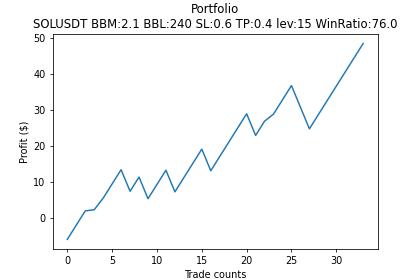 Portfolio
SOLUSDT BBM:2.1 BBL:240 SL:0.6 TP:0.4 lev:15 WinRatio:76.0
50
40
30
20
10
0
Profit ($)
0 5 10 15 20 25 30
Trade counts